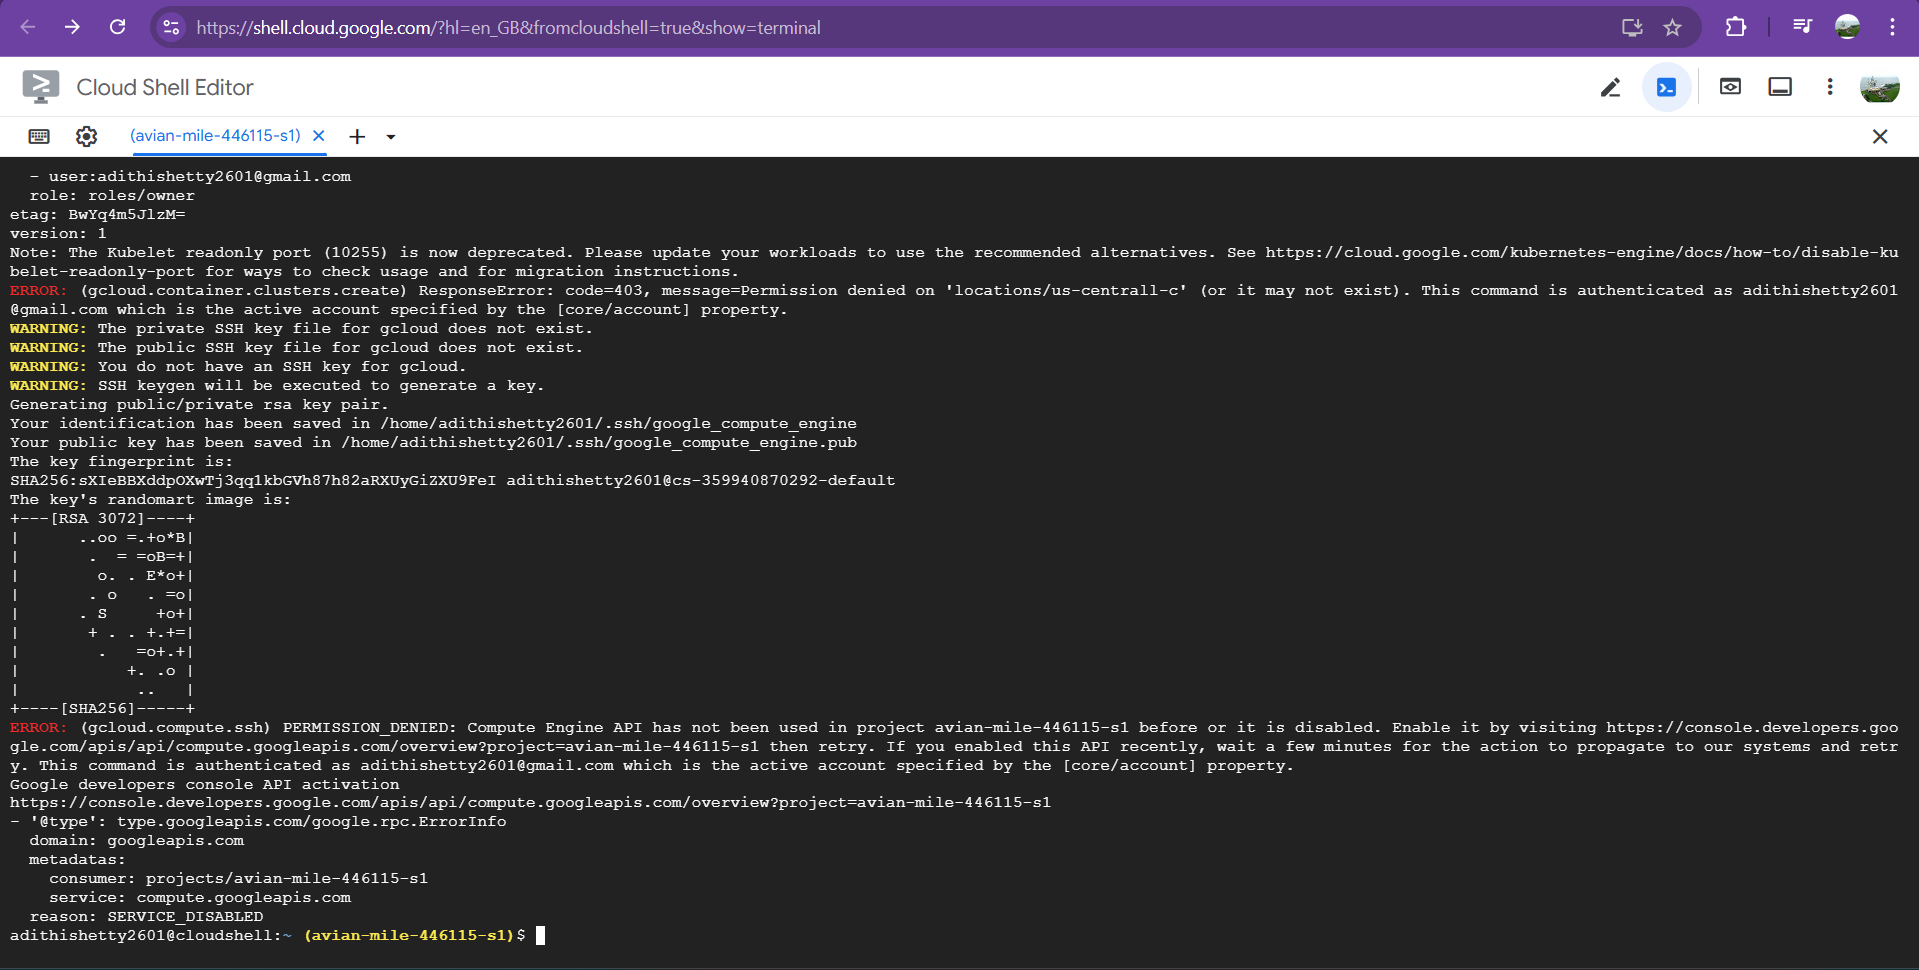 https://shell.cloud.google.com/?hl=en_GB&fromcloudshell=true&show=terminal
Cloud Shell Editor
(avian-mile-446115-s1)
  - user:adithishetty2601@gmail.com
  role: roles/owner
etag: BwYq4m5JlzM=
version: 1
Note: The Kubelet readonly port (10255) is now deprecated. Please update your workloads to use the recommended alternatives. See https://cloud.google.com/kubernetes-engine/docs/how-to/disable-ku
belet-readonly-port for ways to check usage and for migration instructions.
ERROR: (gcloud.container.clusters.create) ResponseError: code=403, message=Permission denied on 'locations/us-centrall-c' (or it may not exist). This command is authenticated as adithishetty2601
@gmail.com which is the active account specified by the [core/account] property.
WARNING: The private SSH key file for gcloud does not exist.
WARNING: The public SSH key file for gcloud does not exist.
WARNING: You do not have an SSH key for gcloud.
WARNING: SSH keygen will be executed to generate a key.
Generating public/private rsa key pair.
Your identification has been saved in /home/adithishetty2601/.ssh/google_compute_engine
Your public key has been saved in /home/adithishetty2601/.ssh/google_compute_engine.pub
The key fingerprint is:
SHA256:sXIeBBXddpOXwTj3qq1kbGVh87h82aRXUyGiZXU9FeI adithishetty2601@cs-359940870292-default
The key's randomart image is:
+---[RSA 3072]----+
|      ..oo =.+o*B|
|       .  = =oB=+|
|        o. . E*o+|
|       . o   . =o|
|      . S     +o+|
|       + . . +.+=|
|        .   =o+.+|
|           +. .o |
|            ..   |
+----[SHA256]-----+
ERROR: (gcloud.compute.ssh) PERMISSION_DENIED: Compute Engine API has not been used in project avian-mile-446115-s1 before or it is disabled. Enable it by visiting https://console.developers.goo
gle.com/apis/api/compute.googleapis.com/overview?project=avian-mile-446115-s1 then retry. If you enabled this API recently, wait a few minutes for the action to propagate to our systems and retr
y. This command is authenticated as adithishetty2601@gmail.com which is the active account specified by the [core/account] property.
Google developers console API activation
https://console.developers.google.com/apis/api/compute.googleapis.com/overview?project=avian-mile-446115-s1
- '@type': type.googleapis.com/google.rpc.ErrorInfo
  domain: googleapis.com
  metadatas:
    consumer: projects/avian-mile-446115-s1
    service: compute.googleapis.com
  reason: SERVICE_DISABLED
adithishetty2601@cloudshell:~ (avian-mile-446115-s1)$